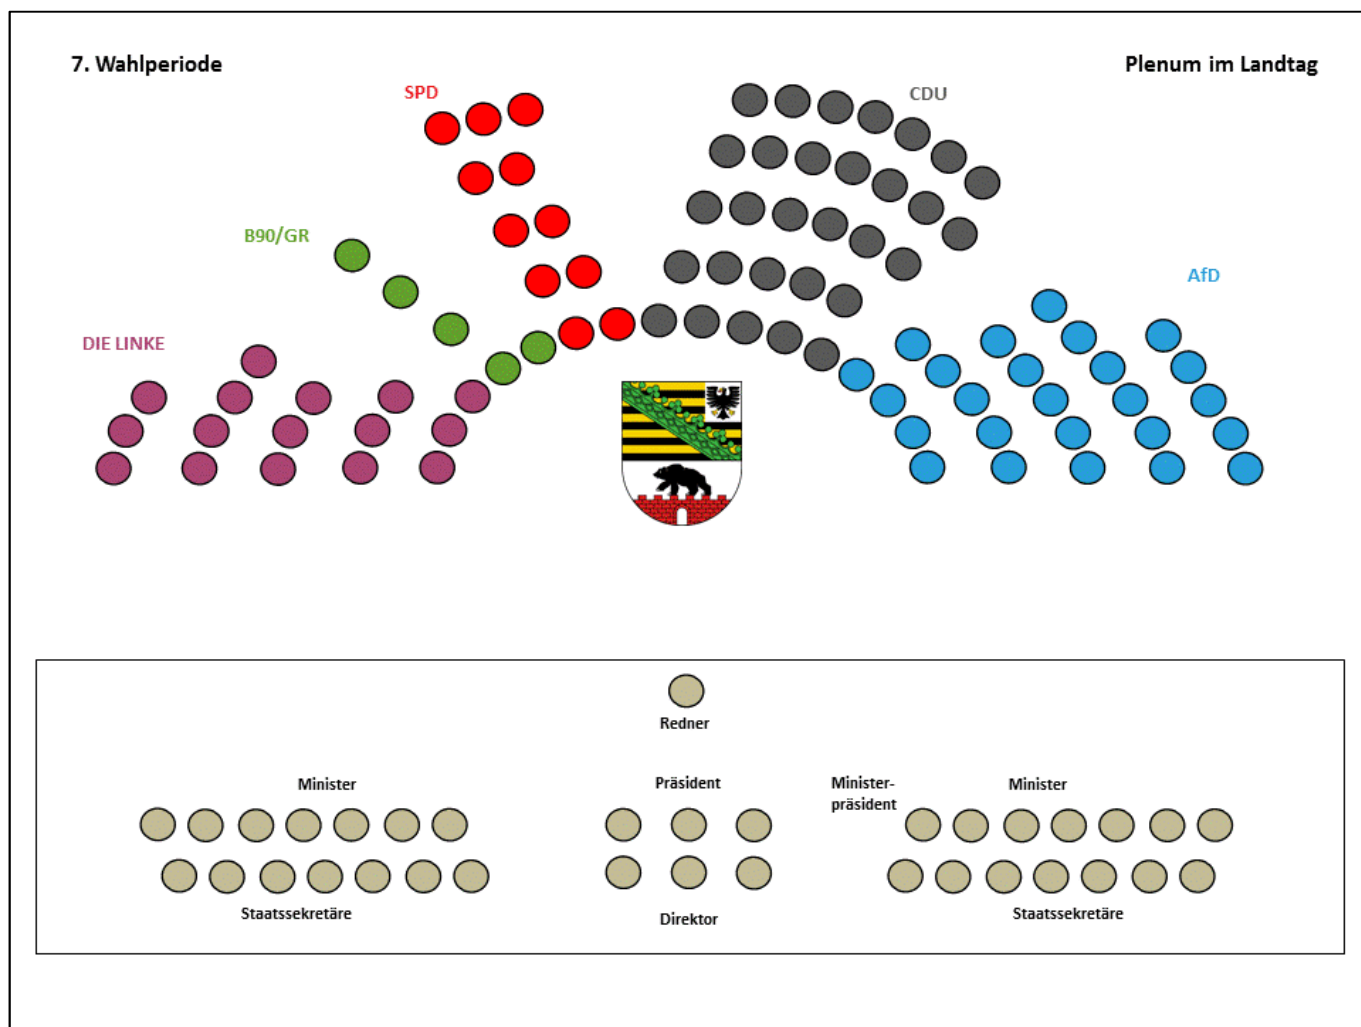 7. Wahlperiode
Plenum im Landtag
SPD
CDU
B90/GR
AfD
DIE LINKE
Redner
Minister
Präsident
Minister-
präsident
Minister
Staatssekretäre
Direktor
Staatssekretäre